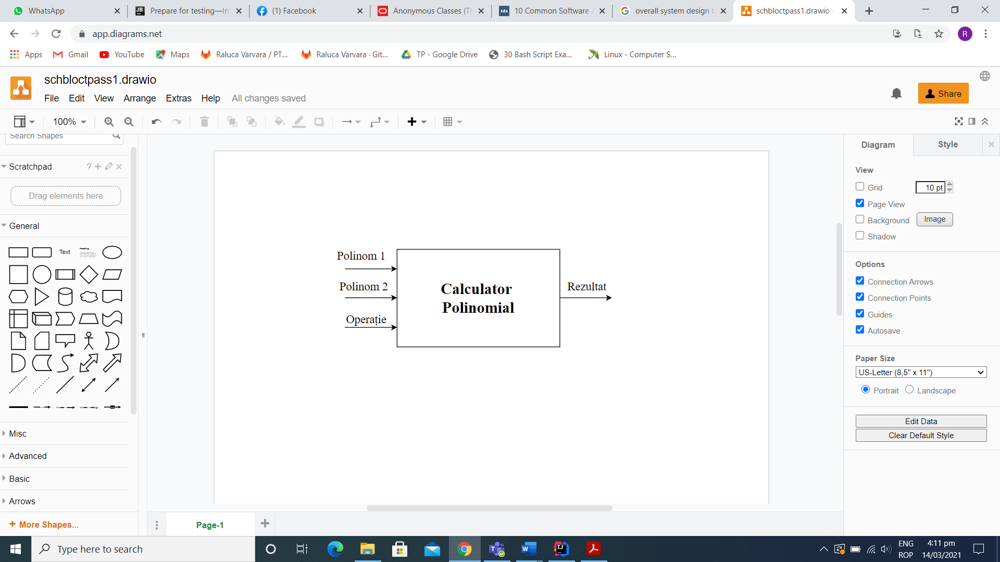 WhatsApp
Prepare for testing—Int
(1) Facebook
Anonymous Classes (Th
10 Common Software A
overall system design t
schbloctpass1.drawio -
app.diagrams.net
R
Apps
Gmail
YouTube
Maps
Raluca Varvara / PT...
Raluca Varvara · Git...
TP - Google Drive
30 Bash Script Exa...
Linux - Computer S...
schbloctpass1.drawio
File Edit View Arrange Extras Help All changes saved
Share
100%
Search Shapes
Scratchpad
?
Drag elements here
General
Text
Heading
Misc
Advanced
Basic
Arrows
+ More Shapes...
Polinom 1
Polinom 2
Operație
Calculator
Polinomial
Rezultat
Page-1
Diagram
Style
View
Grid
10 pt
Page View
Background
Image
Shadow
Options
Connection Arrows
Connection Points
Guides
Autosave
Paper Size
US-Letter (8,5" x 11")
Portrait
Landscape
Edit Data
Clear Default Style
Type here to search
ENG
ROP
4:11 pm
14/03/2021